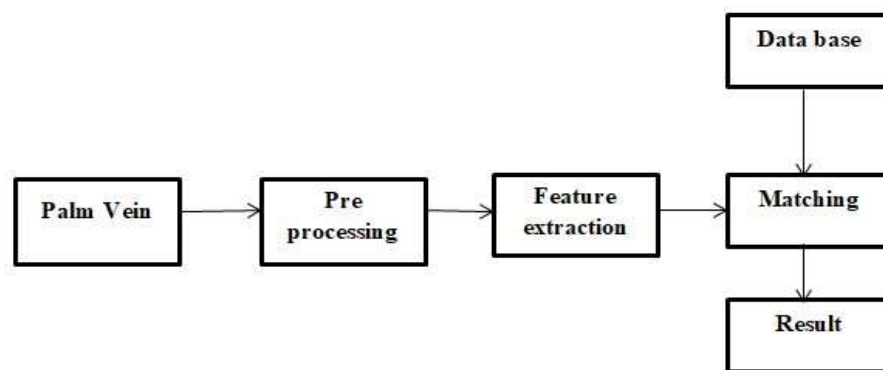 Data base
Palm Vein
Pre
processing
Feature
extraction
Matching
Result